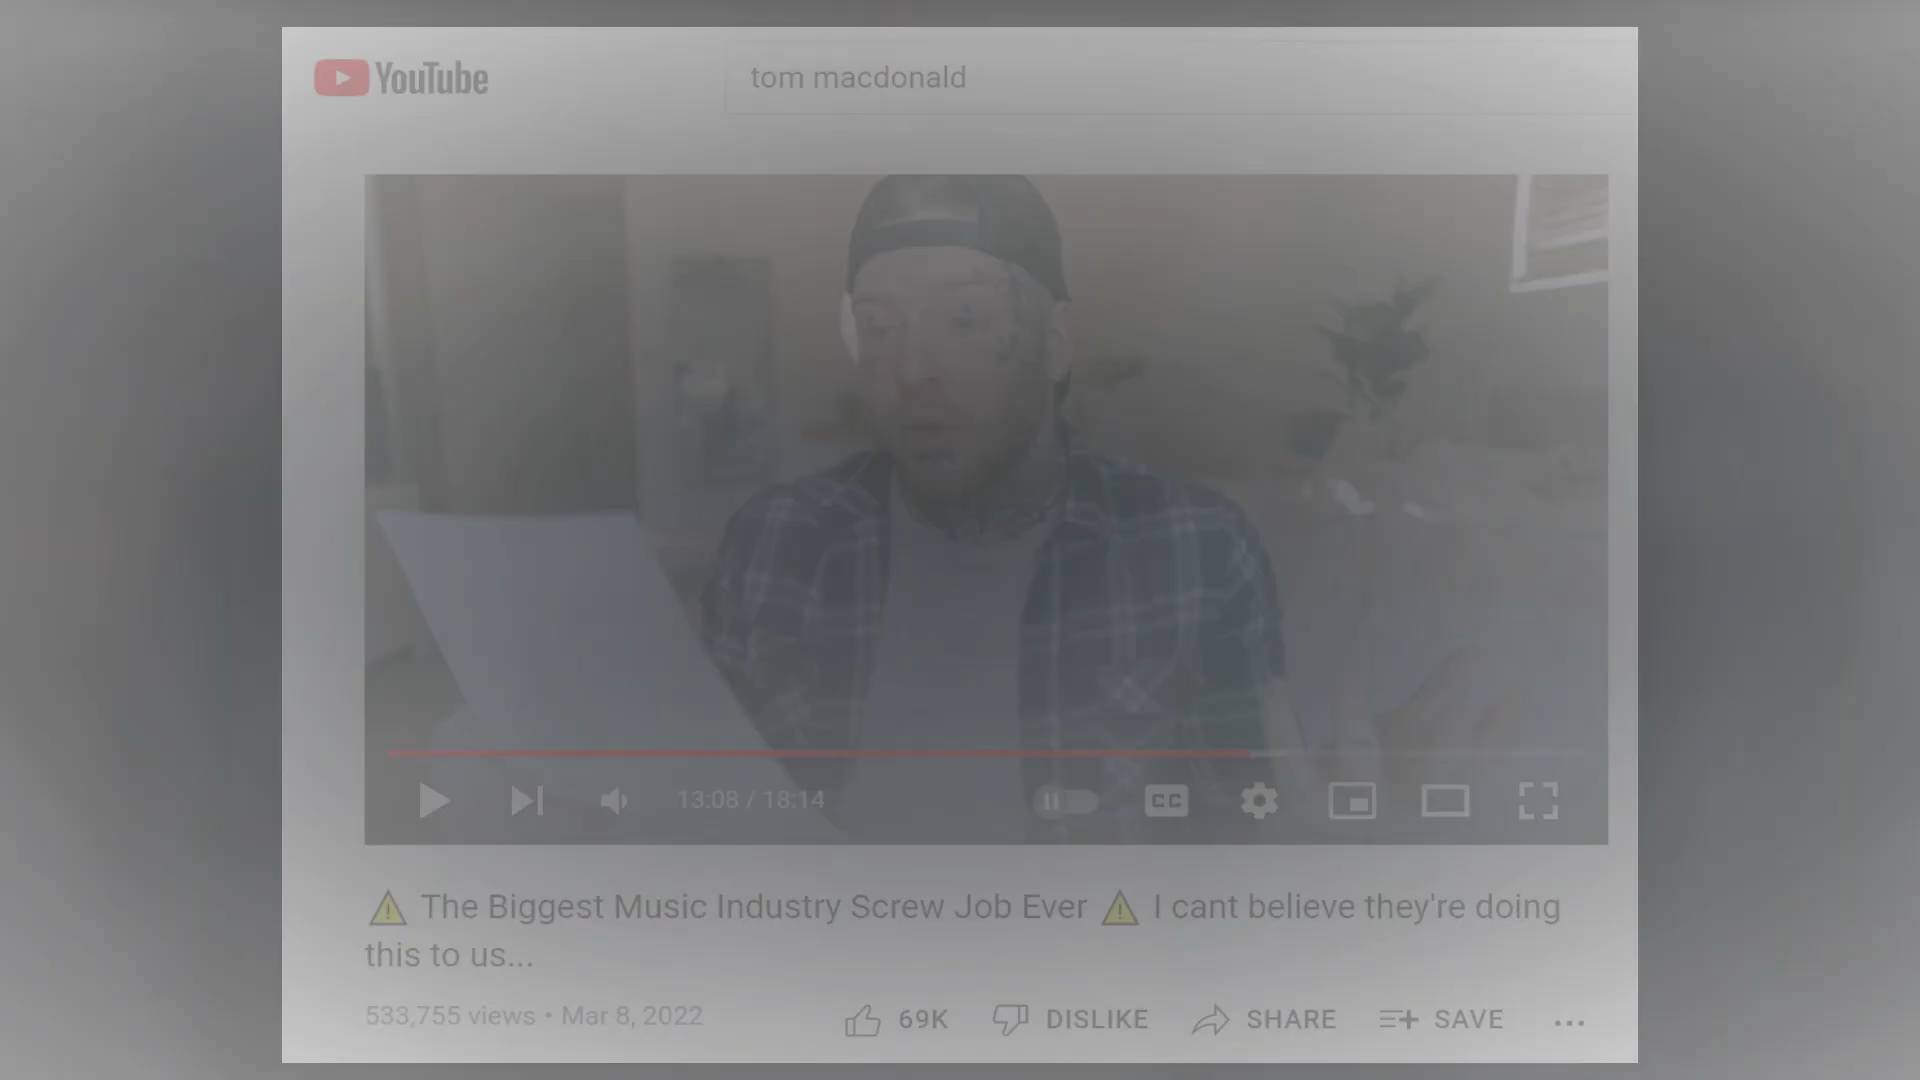 YouTube
tom macdonald
13:08 / 18:14
CC
⚠ The Biggest Music Industry Screw Job Ever ⚠ I cant believe they're doing
this to us...
533,755 views • Mar 8, 2022
69K
DISLIKE
SHARE
SAVE